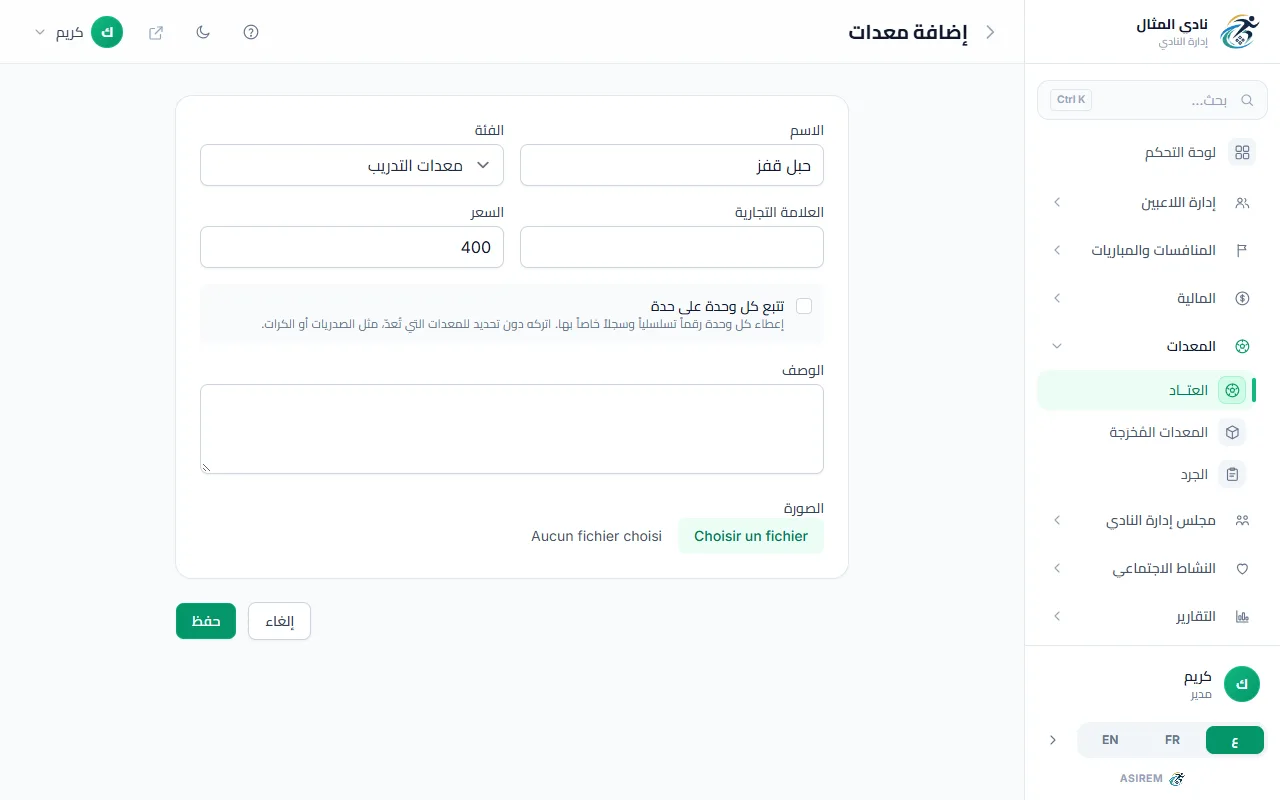 نادي المثال
إدارة النادي
بحث...
Ctrl K
لوحة التحكم
إدارة اللاعبين
المنافسات والمباريات
المالية
المعدات
العتــاد
المعدات المُخرَجة
الجرد
مجلس إدارة النادي
النشاط الاجتماعي
التقارير
ك
كريم
مدير
ع
FR
EN
ASIREM
إضافة معدات
ك
كريم
الاسم
الفئة
حبل قفز
معدات التدريب
العلامة التجارية
السعر
400
تتبع كل وحدة على حدة
إعطاء كل وحدة رقماً تسلسلياً وسجلاً خاصاً بها. اتركه دون تحديد للمعدات التي تُعدّ، مثل الصدريات أو الكرات.
الوصف
الصورة
Choisir un fichier
Aucun fichier choisi
إلغاء
حفظ